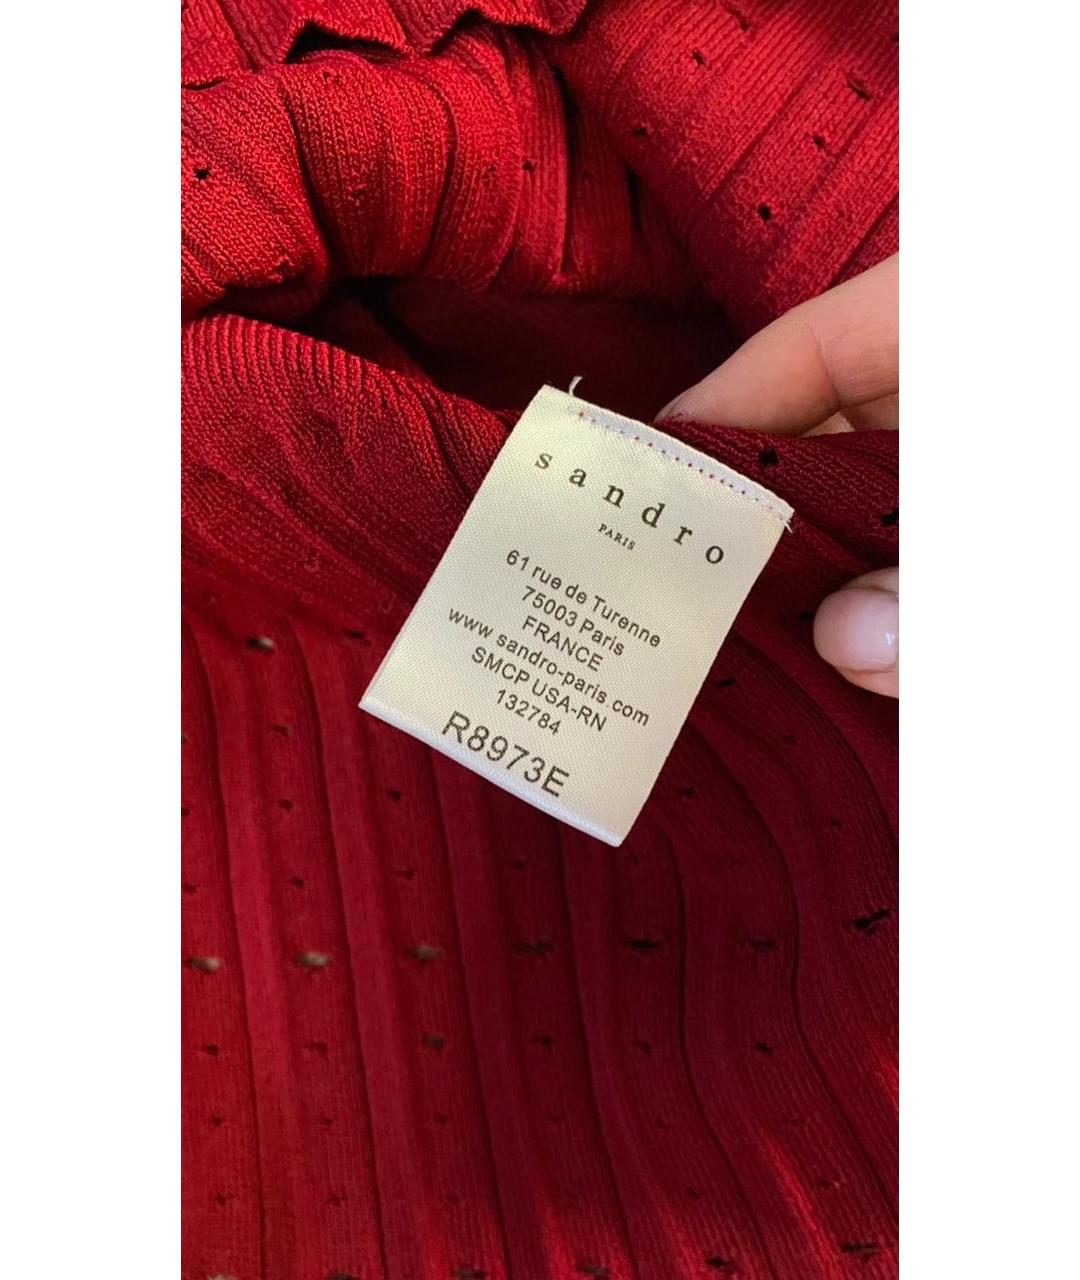 sandro
PARIS
61 rue de Turenne
75003 Paris
FRANCE
www sandro-paris.com
SMCP USA-RN
132784
R8973E